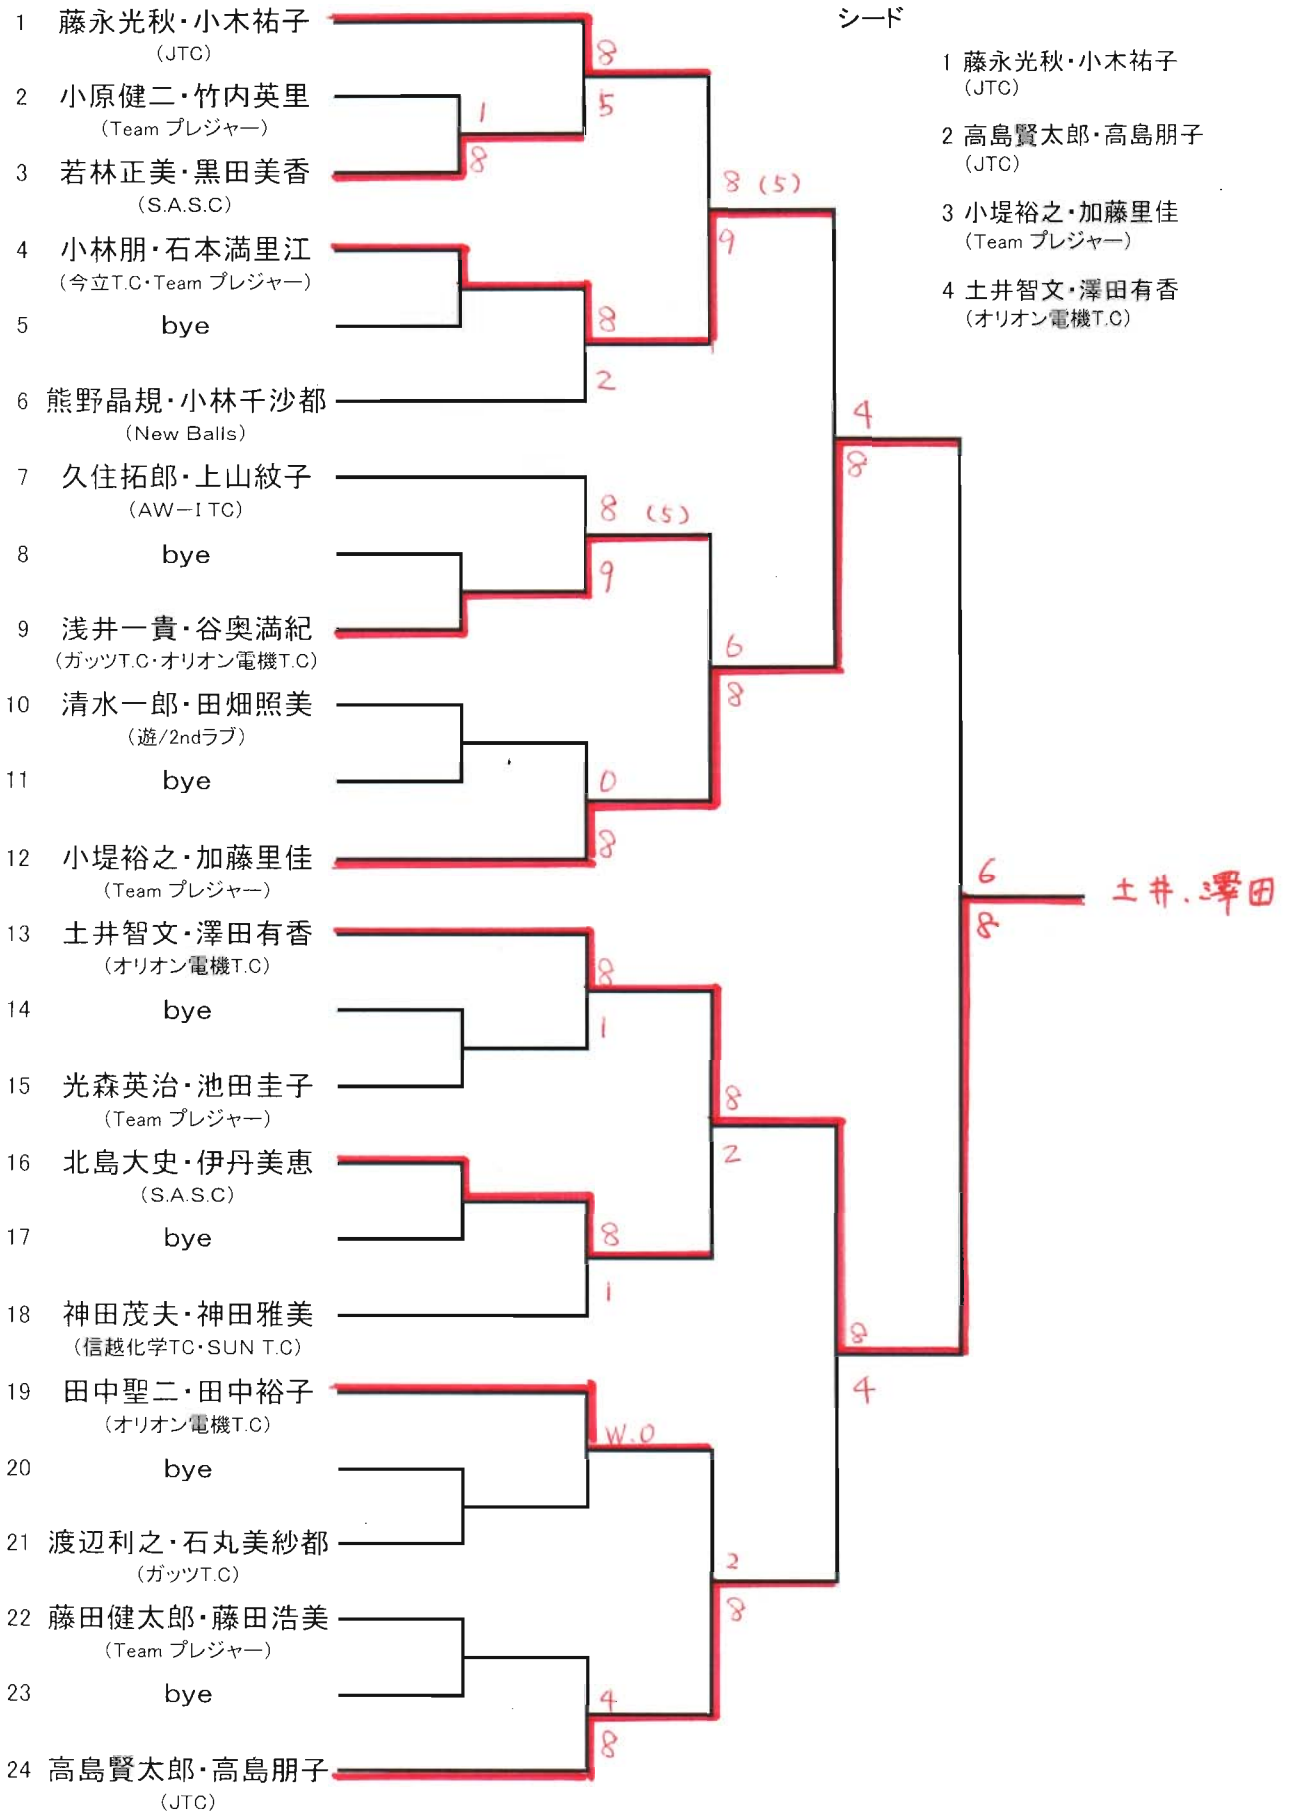 1 藤永光秋・小木祐子
(JTC)
2 小原健二・竹内英里
(Team プレジャー)
3 若林正美・黒田美香
(S.A.S.C)
4 小林朋・石本満里江
(今立T.C・Team プレジャー)
5 bye
6 熊野晶規・小林千沙都
(New Balls)
7 久住拓郎・上山紋子
(AW－I TC)
8 bye
9 浅井一貴・谷奥満紀
(ガッツT.C・オリオン電機T.C)
10 清水一郎・田畑照美
(遊/2ndラブ)
11 bye
12 小堤裕之・加藤里佳
(Team プレジャー)
13 土井智文・澤田有香
(オリオン電機T.C)
14 bye
15 光森英治・池田圭子
(Team プレジャー)
16 北島大史・伊丹美恵
(S.A.S.C)
17 bye
18 神田茂夫・神田雅美
(信越化学TC・SUN T.C)
19 田中聖二・田中裕子
(オリオン電機T.C)
20 bye
21 渡辺利之・石丸美紗都
(ガッツT.C)
22 藤田健太郎・藤田浩美
(Team プレジャー)
23 bye
24 高島賢太郎・高島朋子
(JTC)
1
8
8
5
8
2
8 (5)
9
0
8
8
1
8
1
W.O
4
8
8 (5)
9
6
8
8
2
2
8
4
8
8
4
6
8
土井.澤田
シード
1 藤永光秋・小木祐子
(JTC)
2 高島賢太郎・高島朋子
(JTC)
3 小堤裕之・加藤里佳
(Team プレジャー)
4 土井智文・澤田有香
(オリオン電機T.C)